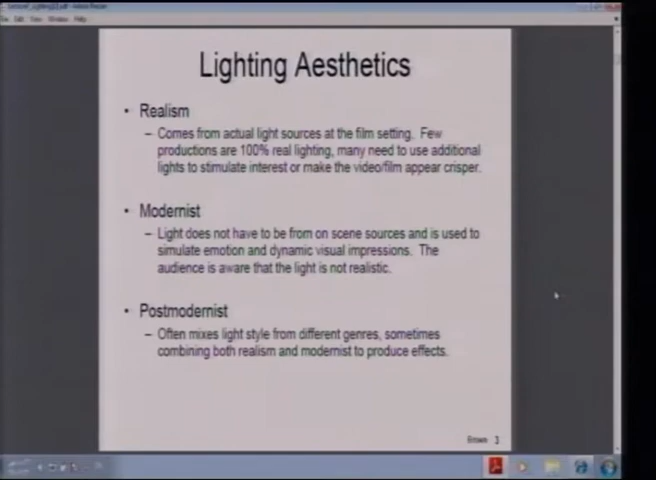 Lighting Aesthetics
• Realism
– Comes from actual light sources at the film setting. Few
productions are 100% real lighting, many need to use additional
lights to stimulate interest or make the video/film appear crisper.
• Modernist
– Light does not have to be from on scene sources and is used to
simulate emotion and dynamic visual impressions. The
audience is aware that the light is not realistic.
• Postmodernist
– Often mixes light style from different genres, sometimes
combining both realism and modernist to produce effects.
Brown 3